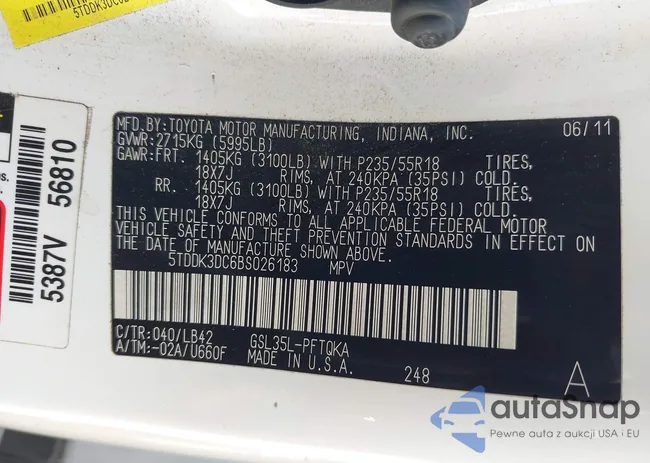 5TDDK3DC6B
MFD.BY:TOYOTA MOTOR MANUFACTURING, INDIANA, INC. 06/11
GVWR:2715KG (5995LB)
GAWR:FRT. 1405KG (3100LB) WITH P235/55R18 TIRES,
18X7J RIMS, AT 240KPA (35PSI) COLD.
RR. 1405KG (3100LB) WITH P235/55R18 TIRES,
18X7J RIMS, AT 240KPA (35PSI) COLD.
THIS VEHICLE CONFORMS TO ALL APPLICABLE FEDERAL MOTOR
VEHICLE SAFETY AND THEFT PREVENTION STANDARDS IN EFFECT ON
THE DATE OF MANUFACTURE SHOWN ABOVE.
5TDDK3DC6BS026183 MPV
C/TR:040/LB42 GSL35L-PFTQKA
A/TM:-02A/U660F MADE IN U.S.A. 248 A
5387V 56810
autoSnap
Pewne auta z aukcji USA i EU